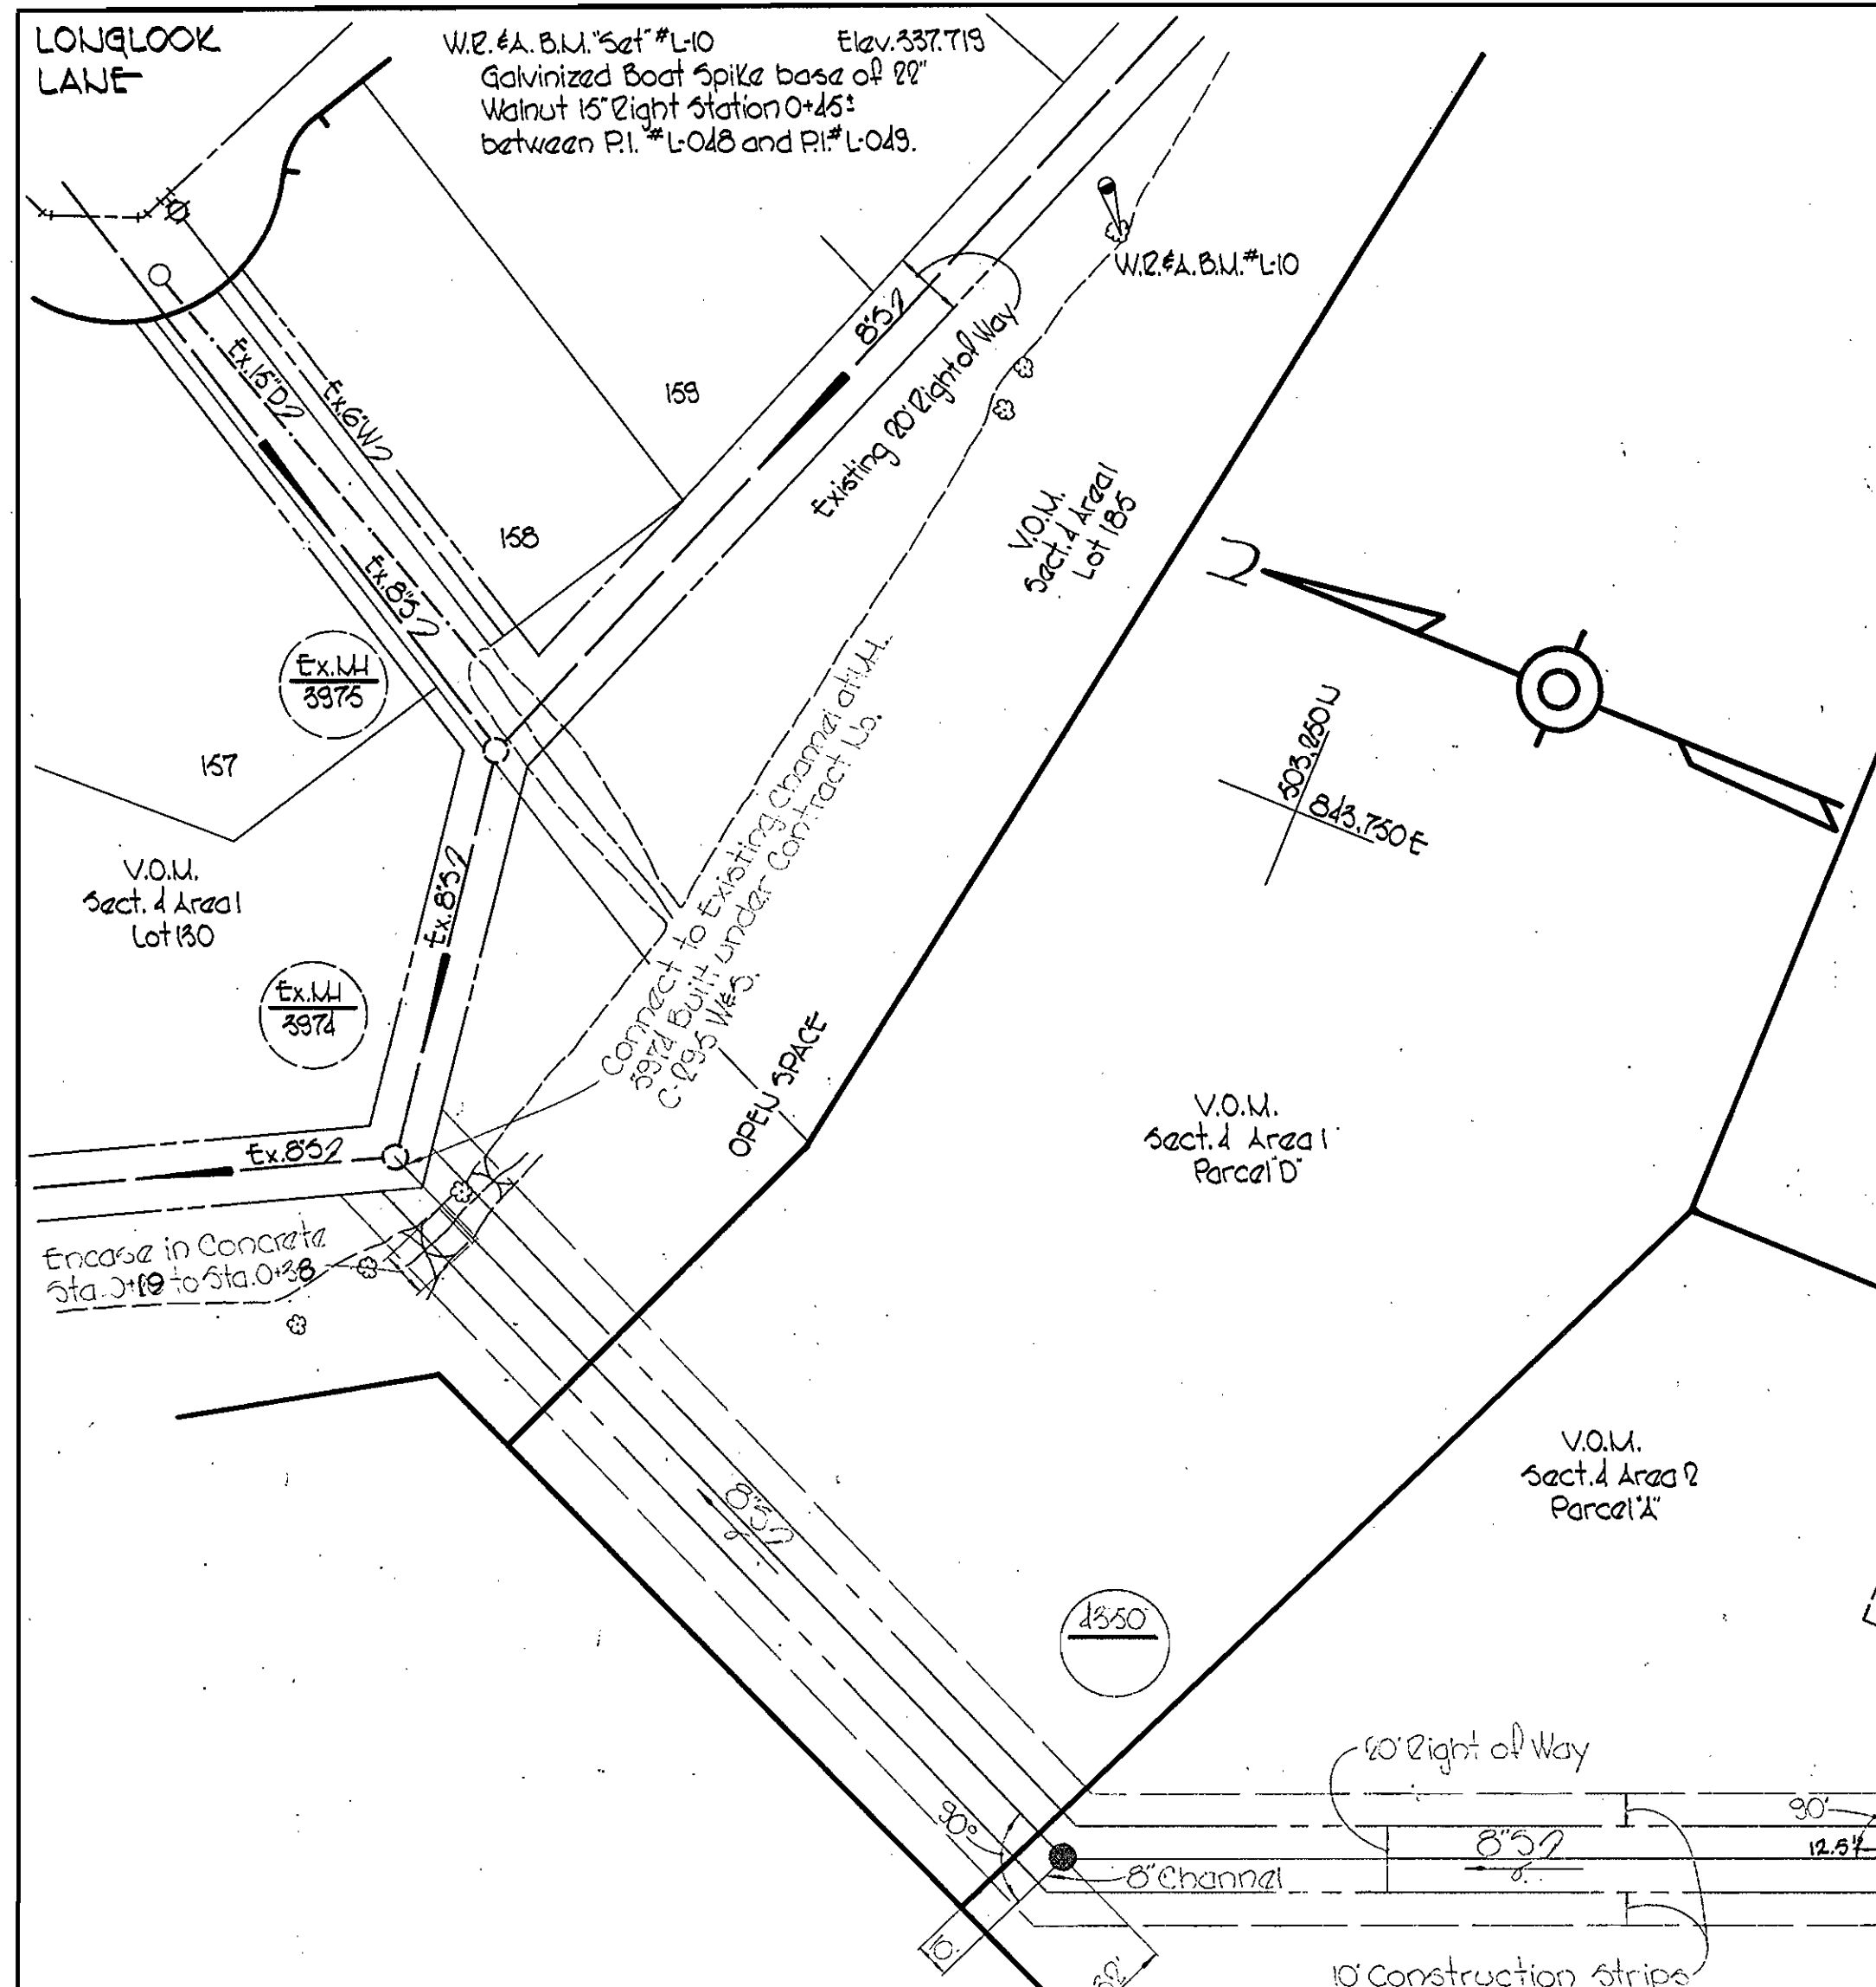 LONGLOOK
LANE
W.R.&A. B.M. "Set" #L-10 Elev. 337.719
Galvinized Boat Spike base of 22"
Walnut 15" Right Station 0+45±
between P.I. #L-048 and P.I. #L-049.
W.R.&A. B.M. #L-10
Ex.15"D
Ex.6"W
8"S
Existing 20' Right of Way
159
158
Ex.8"S
V.O.M.
Sect. 4 Area 1
Lot 185
Ex.MH
3975
157
503,250 N
843,750 E
V.O.M.
Sect. 4 Area 1
Lot 130
Ex.8"S
Ex.MH
3974
Connect to Existing Channel at M.H.
3974 Built under Contract No.
C-295 W&S.
OPEN SPACE
Ex.8"S
V.O.M.
Sect. 4 Area 1
Parcel "D"
Encase in Concrete
Sta. 0+19 to Sta. 0+38
V.O.M.
Sect. 4 Area 2
Parcel "A"
8"S
4350
20' Right of Way
90°
8"S
90'
12.5'
8" Channel
15'
10' Construction Strips